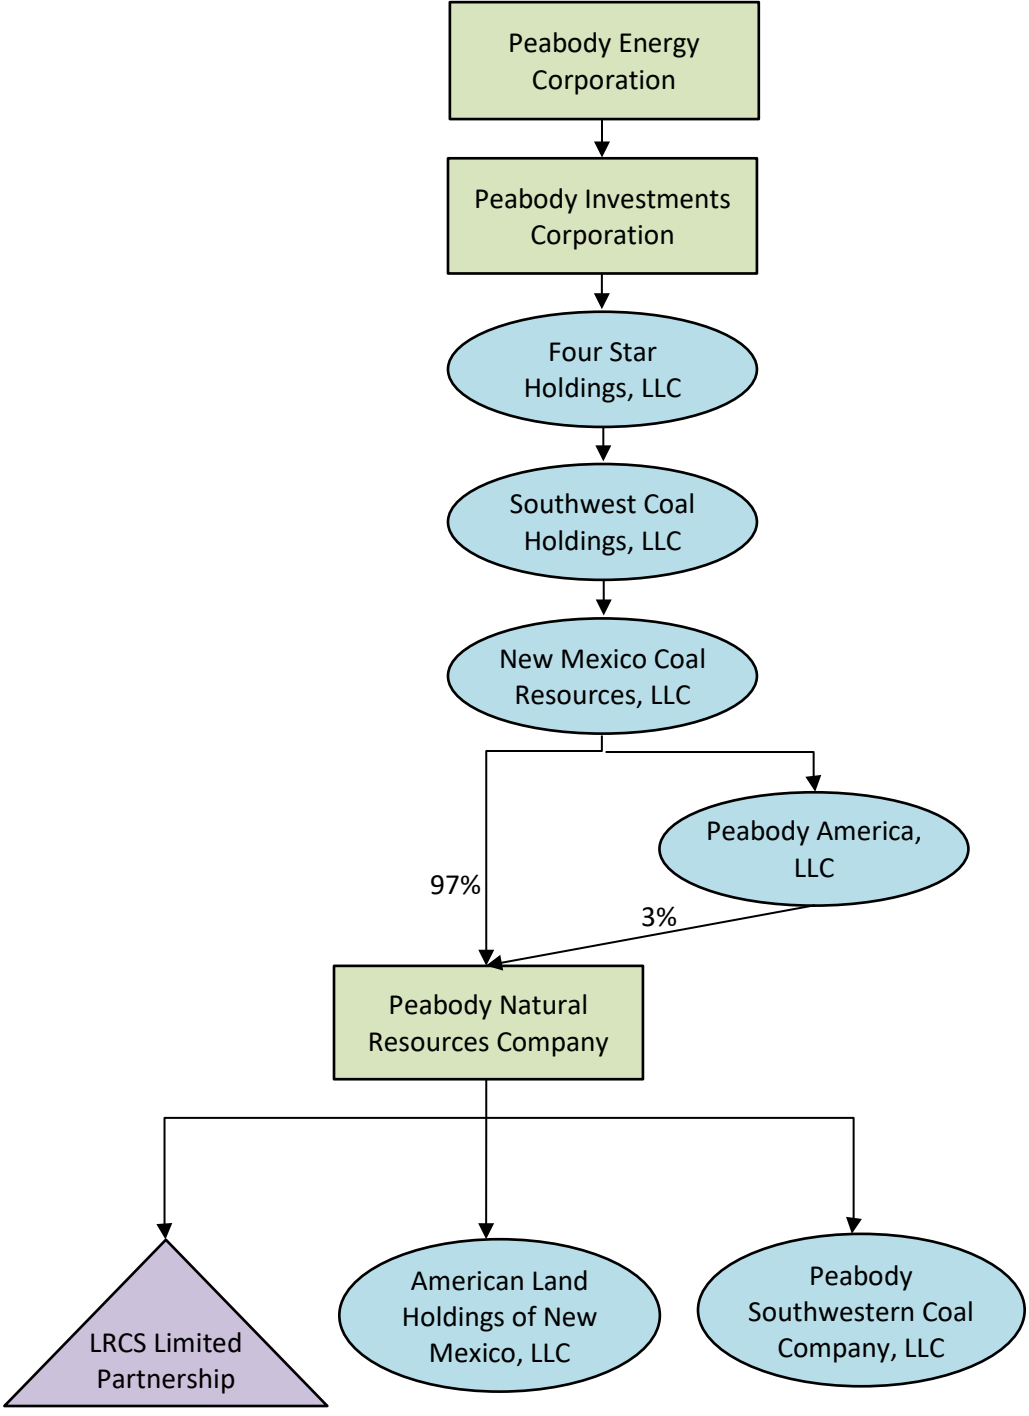 Peabody Energy
Corporation
Peabody Investments
Corporation
Four Star
Holdings, LLC
Southwest Coal
Holdings, LLC
New Mexico Coal
Resources, LLC
Peabody America,
LLC
97%
3%
Peabody Natural
Resources Company
LRCS Limited
Partnership
American Land
Holdings of New
Mexico, LLC
Peabody
Southwestern Coal
Company, LLC